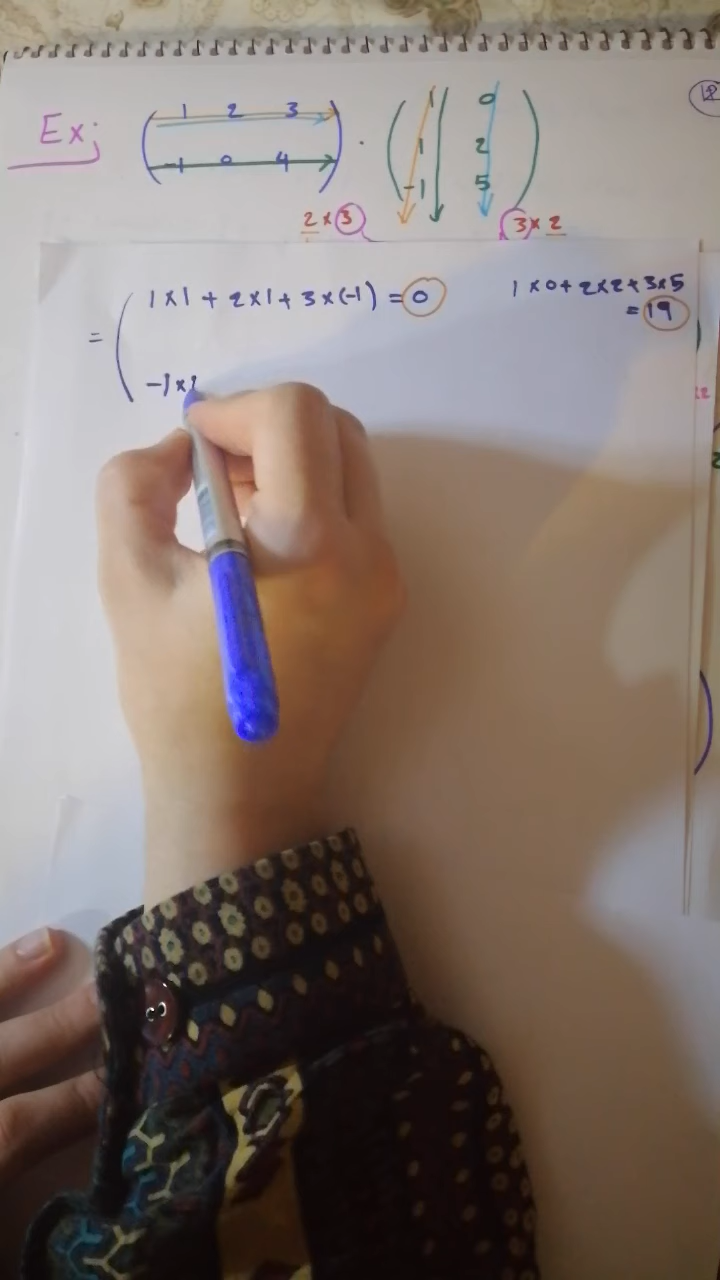 Ex; ( 1 2 3 ) . ( 1 0 )
-1 0 4 1 2
-1 5
2 x 3 3 x 2
= ( 1 x 1 + 2 x 1 + 3 x (-1) = 0 1 x 0 + 2 x 2 + 3 x 5
= 19
-1 x 1